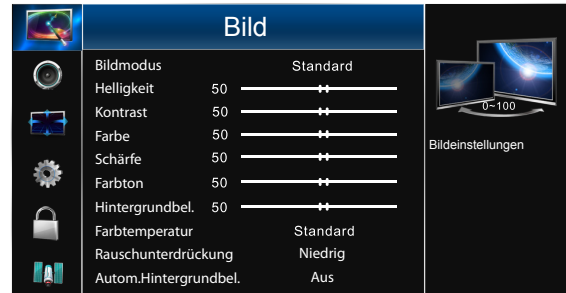 Bild
Bildmodus Standard
Helligkeit 50
Kontrast 50
Farbe 50
Schärfe 50
Farbton 50
Hintergrundbel. 50
Farbtemperatur Standard
Rauschunterdrückung Niedrig
Autom.Hintergrundbel. Aus
0~100
Bildeinstellungen